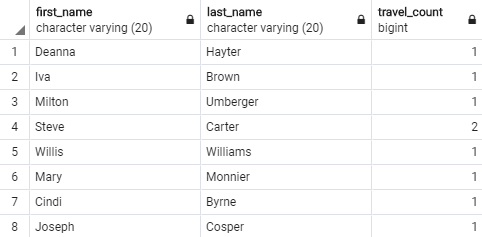 first_name last_name travel_count
character varying (20) character varying (20) bigint
1 Deanna Hayter 1
2 Iva Brown 1
3 Milton Umberger 1
4 Steve Carter 2
5 Willis Williams 1
6 Mary Monnier 1
7 Cindi Byrne 1
8 Joseph Cosper 1